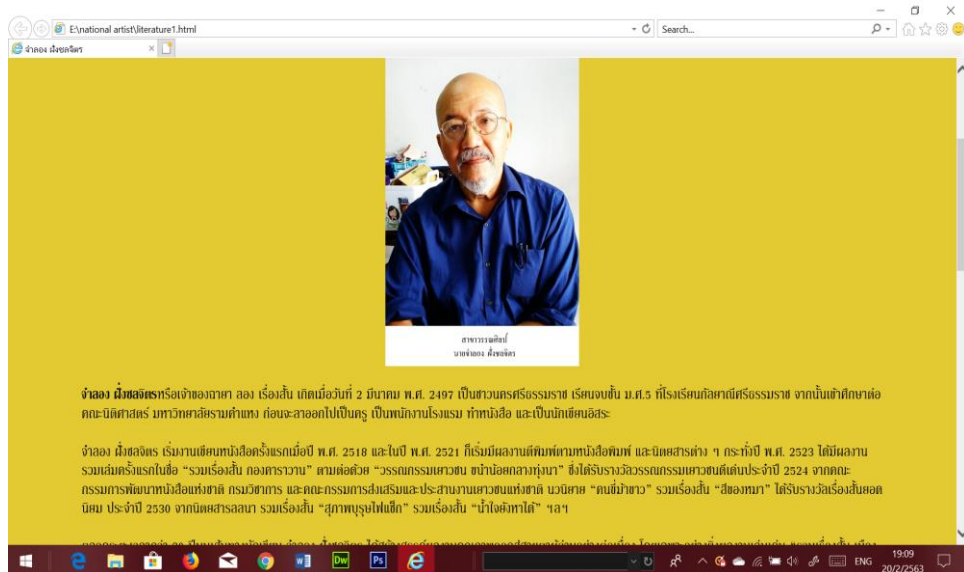 E:\national artist\literature1.html
Search...
จำลอง ฝั่งชลจิตร
สาขาวรรณศิลป์
นายจำลอง ฝั่งชลจิตร
จำลอง ฝั่งชลจิตรหรือเจ้าของฉายา ลอง เรื่องสั้น เกิดเมื่อวันที่ 2 มีนาคม พ.ศ. 2497 เป็นชาวนครศรีธรรมราช เรียนจบชั้น ม.ศ.5 ที่โรงเรียนกัลยาณีศรีธรรมราช จากนั้นเข้าศึกษาต่อ
คณะนิติศาสตร์ มหาวิทยาลัยรามคำแหง ก่อนจะลาออกไปเป็นครู เป็นพนักงานโรงแรม ทำหนังสือ และเป็นนักเขียนอิสระ
จำลอง ฝั่งชลจิตร เริ่มงานเขียนหนังสือครั้งแรกเมื่อปี พ.ศ. 2518 และในปี พ.ศ. 2521 ก็เริ่มมีผลงานตีพิมพ์ตามหนังสือพิมพ์ และนิตยสารต่าง ๆ กระทั่งปี พ.ศ. 2523 ได้มีผลงาน
รวมเล่มครั้งแรกในชื่อ “รวมเรื่องสั้น กองคาราวาน” ตามต่อด้วย “วรรณกรรมเยาวชน ขนำน้อยกลางทุ่งนา” ซึ่งได้รับรางวัลวรรณกรรมเยาวชนดีเด่นประจำปี 2524 จากคณะ
กรรมการพัฒนาหนังสือแห่งชาติ กรมวิชาการ และคณะกรรมการส่งเสริมและประสานงานเยาวชนแห่งชาติ นวนิยาย “คนขี่ม้าขาว” รวมเรื่องสั้น “สีของหมา” ได้รับรางวัลเรื่องสั้นยอด
นิยม ประจำปี 2530 จากนิตยสารลลนา รวมเรื่องสั้น “สุภาพบุรุษไฟแช็ก” รวมเรื่องสั้น “น้ำใจยังหาได้” ฯลฯ
Dw
Ps
ENG
19:09
20/2/2563